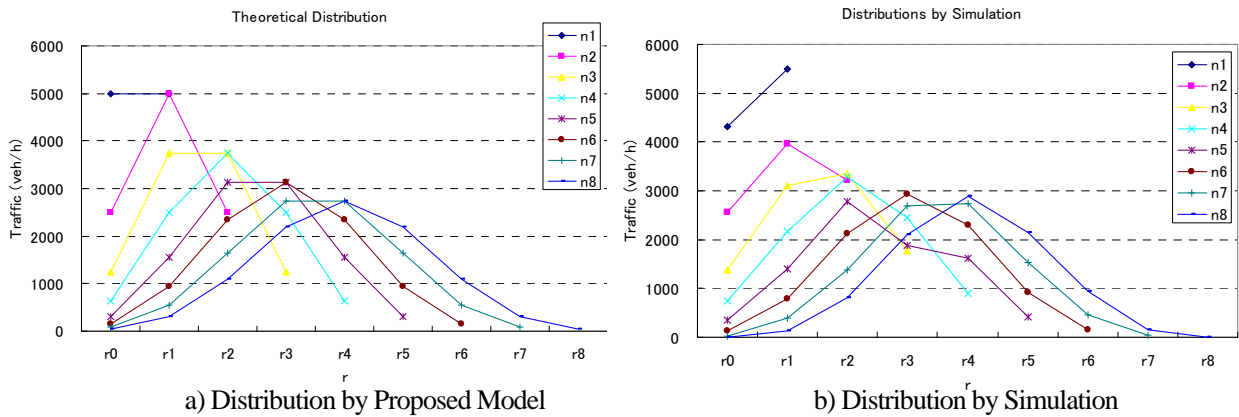 Theoretical Distribution
6000
5000
4000
3000
2000
1000
0
Traffic (veh/h)
r0 r1 r2 r3 r4 r5 r6 r7 r8
r
n1
n2
n3
n4
n5
n6
n7
n8
a) Distribution by Proposed Model
Distributions by Simulation
6000
5000
4000
3000
2000
1000
0
Traffic (veh/h)
r0 r1 r2 r3 r4 r5 r6 r7 r8
r
n1
n2
n3
n4
n5
n6
n7
n8
b) Distribution by Simulation